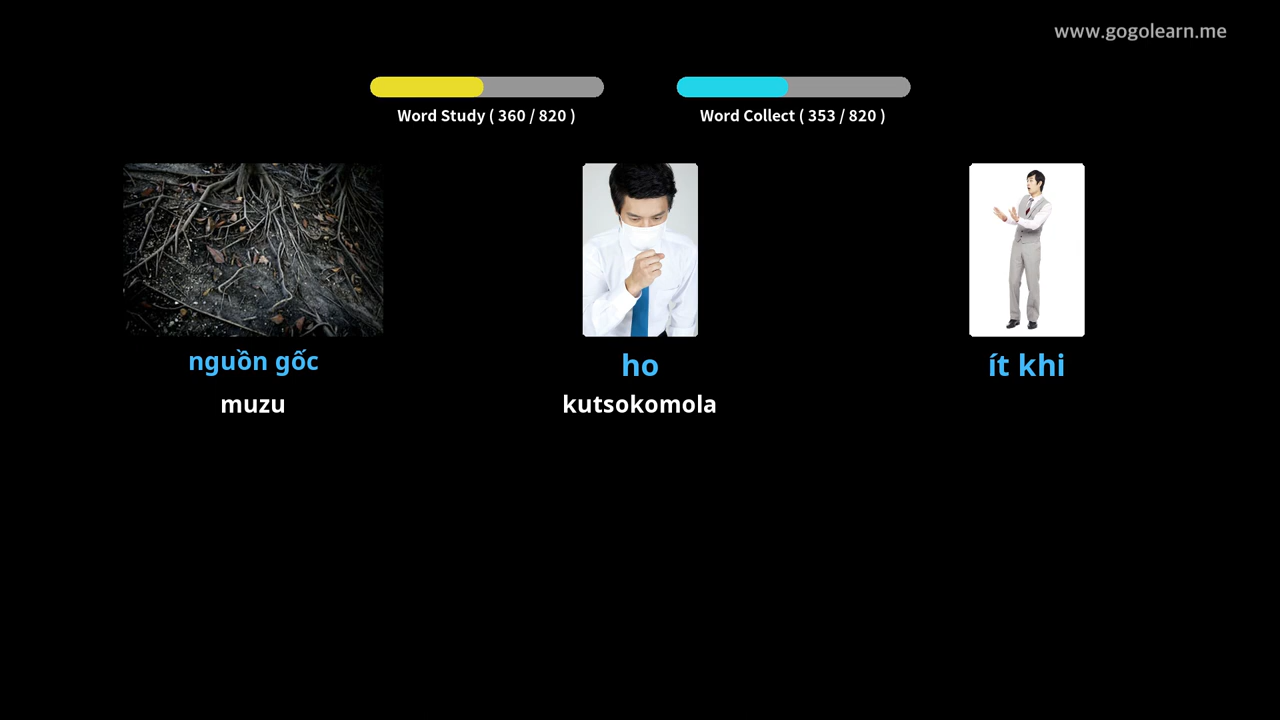 www.gogolearn.me
Word Study ( 360 / 820 )
Word Collect ( 353 / 820 )
nguồn gốc
muzu
ho
kutsokomola
ít khi